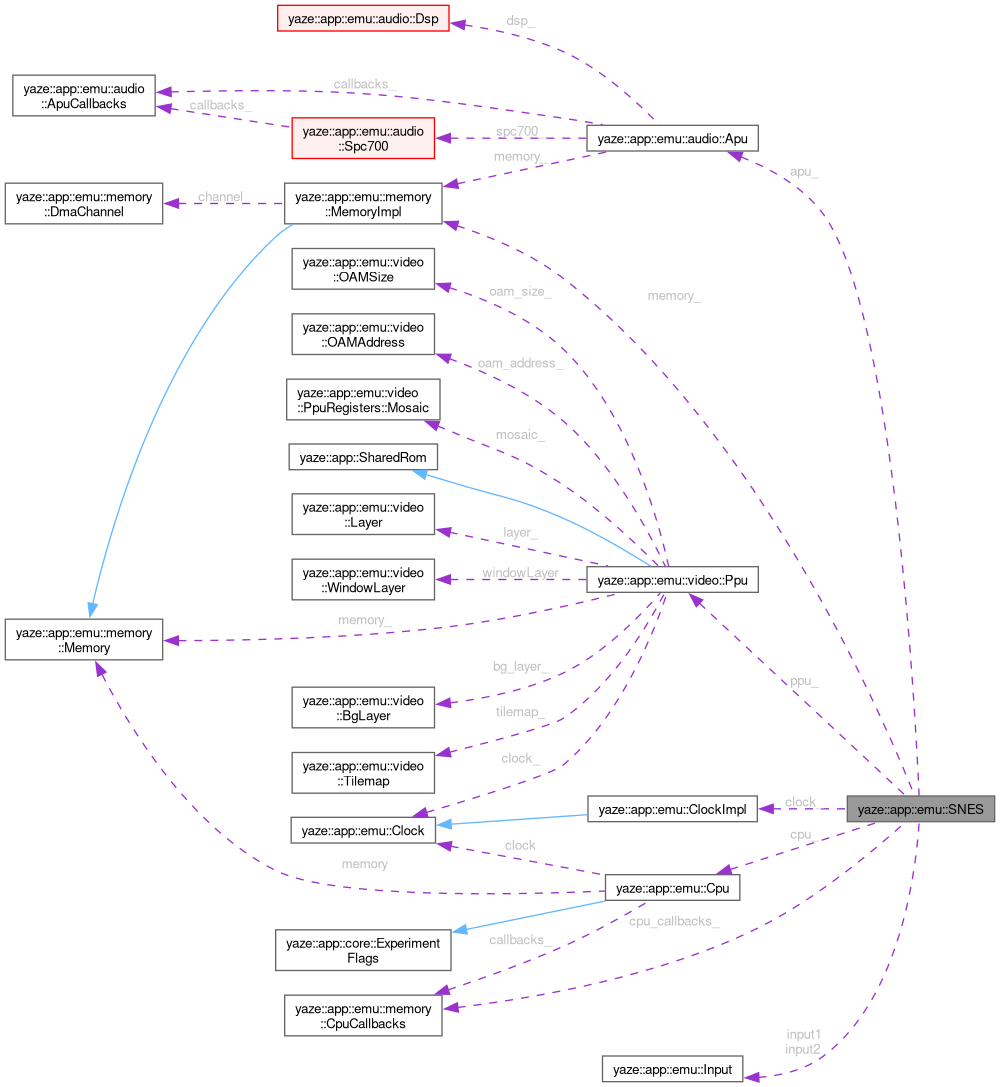 yaze::app::emu::audio::Dsp
dsp_
yaze::app::emu::audio
::ApuCallbacks
callbacks_
callbacks_
yaze::app::emu::audio
::Spc700
spc700_
yaze::app::emu::audio::Apu
memory_
apu_
yaze::app::emu::memory
::DmaChannel
channel
yaze::app::emu::memory
::MemoryImpl
yaze::app::emu::video
::OAMSize
oam_size_
memory_
yaze::app::emu::video
::OAMAddress
oam_address_
yaze::app::emu::video
::PpuRegisters::Mosaic
mosaic_
yaze::app::SharedRom
yaze::app::emu::video
::Layer
layer_
yaze::app::emu::video
::WindowLayer
windowLayer
yaze::app::emu::video::Ppu
yaze::app::emu::memory
::Memory
memory_
yaze::app::emu::video
::BgLayer
bg_layer_
ppu_
yaze::app::emu::video
::Tilemap
tilemap_
clock_
yaze::app::emu::Clock
yaze::app::emu::ClockImpl
clock_
yaze::app::emu::SNES
cpu_
clock
memory
yaze::app::emu::Cpu
yaze::app::core::Experiment
Flags
callbacks_
cpu_callbacks_
yaze::app::emu::memory
::CpuCallbacks
input1
input2
yaze::app::emu::Input